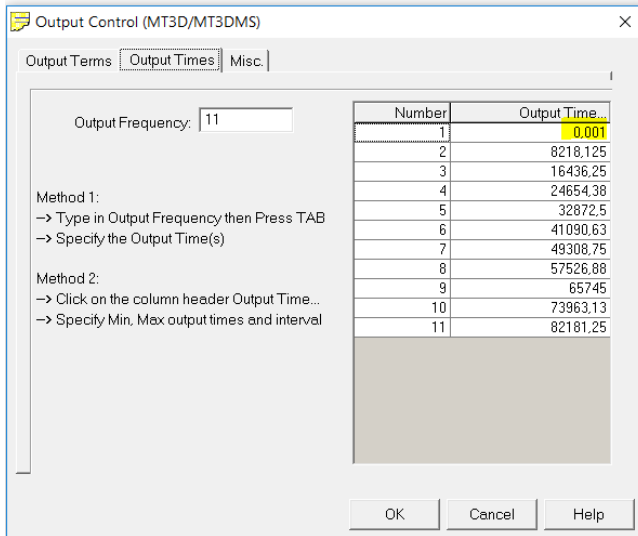 Output Control (MT3D/MT3DMS)
Output Terms Output Times Misc.
Output Frequency: 11
Method 1:
--> Type in Output Frequency then Press TAB
--> Specify the Output Time(s)
Method 2:
--> Click on the column header Output Time...
--> Specify Min, Max output times and interval
Number Output Time...
1 0,001
2 8218,125
3 16436,25
4 24654,38
5 32872,5
6 41090,63
7 49308,75
8 57526,88
9 65745
10 73963,13
11 82181,25
OK Cancel Help